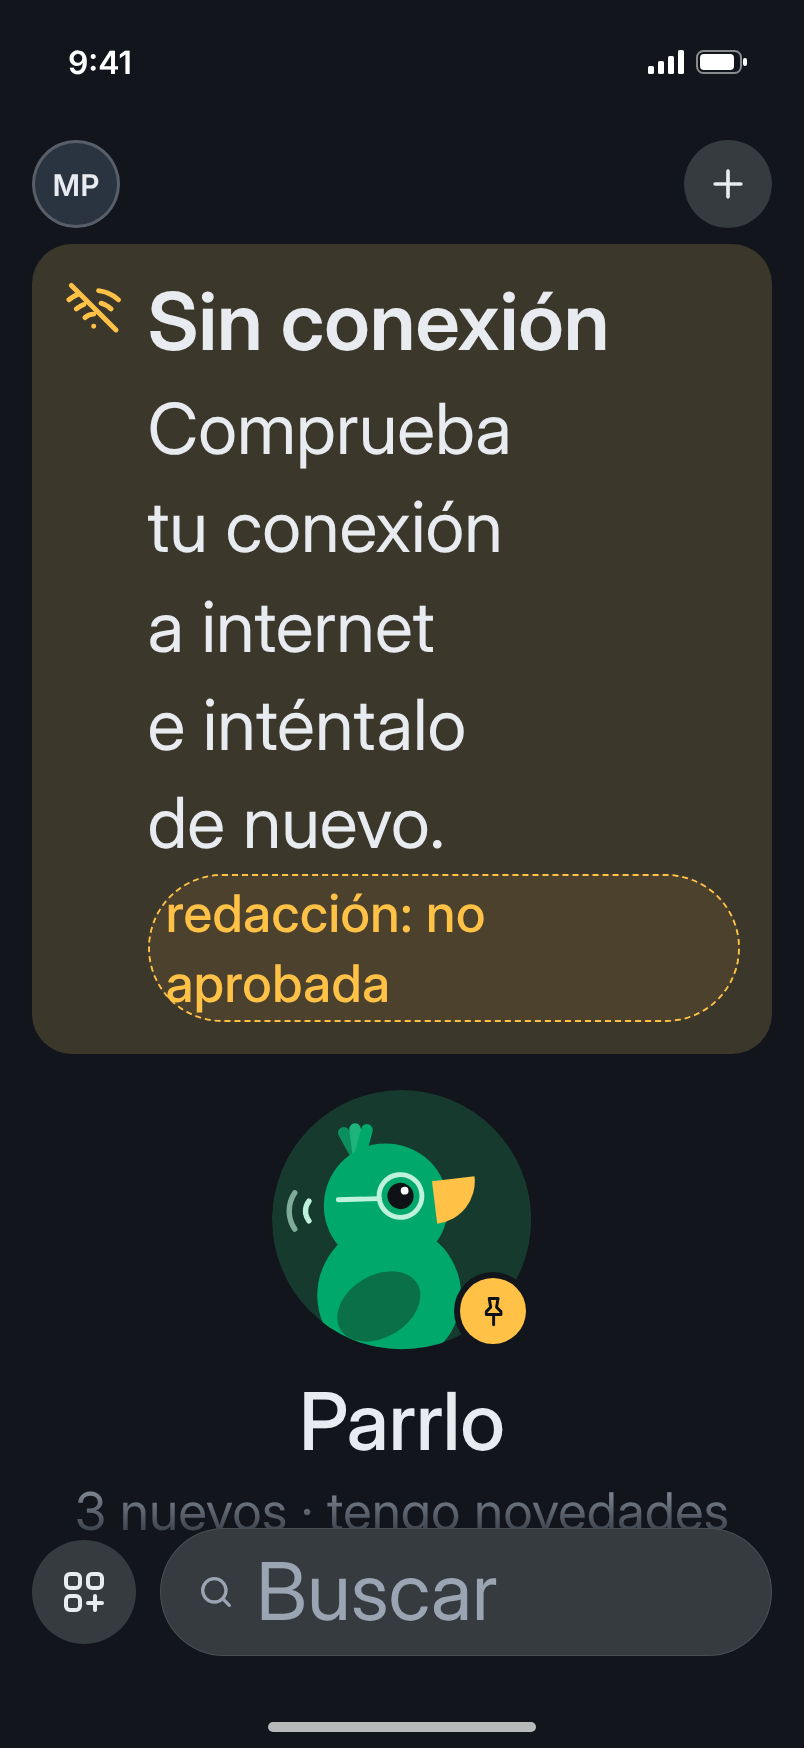 9:41
MP
Sin conexión
Comprueba
tu conexión
a internet
e inténtalo
de nuevo.
redacción: no
aprobada
Parrlo
3 nuevos · tengo novedades
Buscar